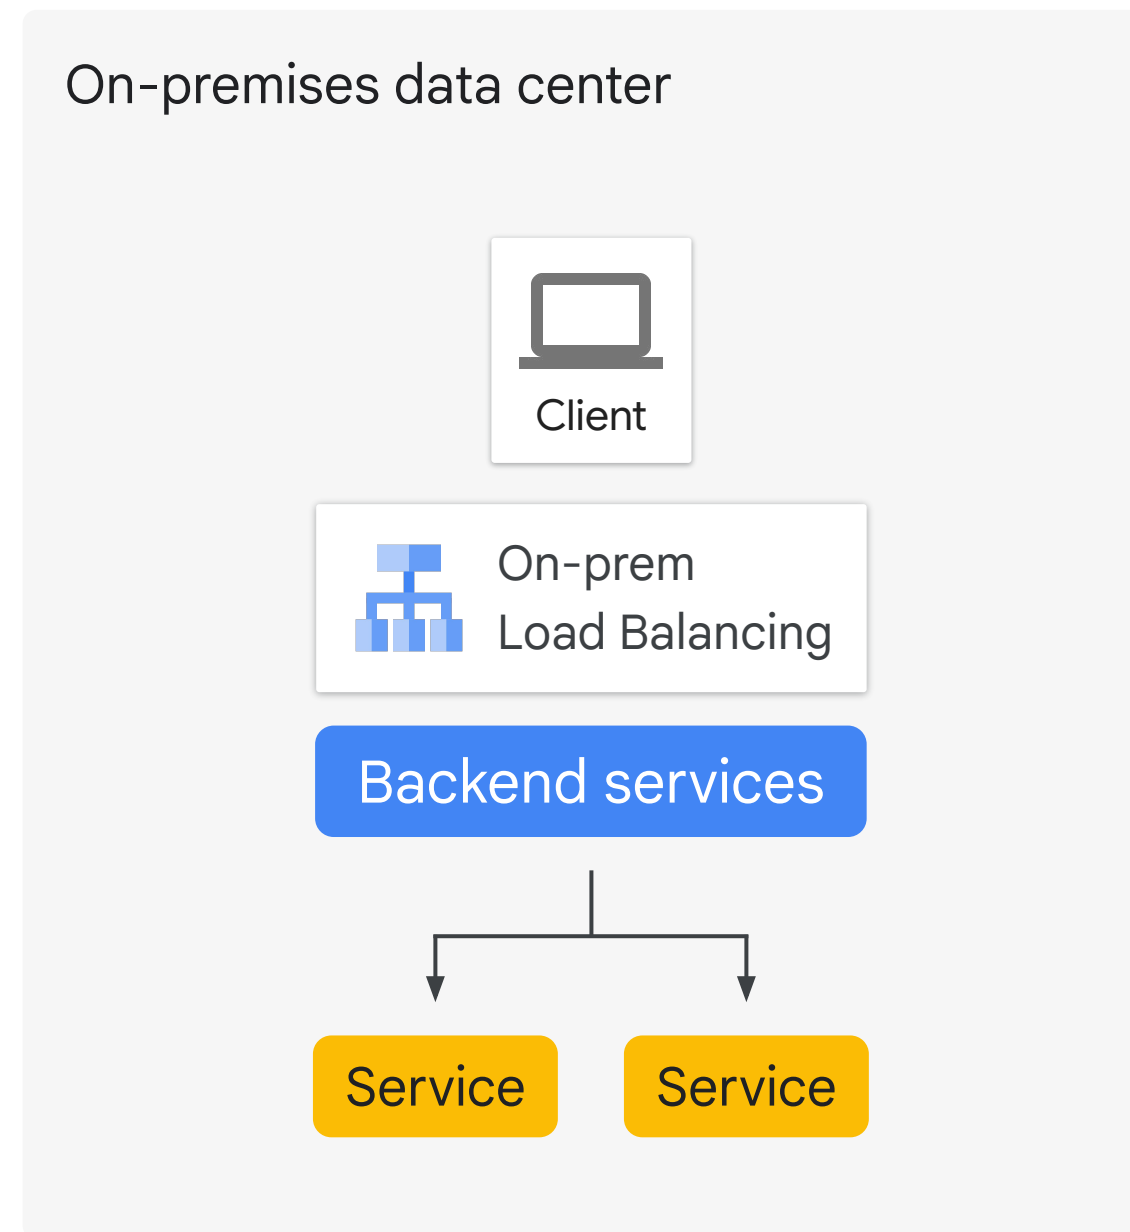 On-premises data center
Client
On-prem
Load Balancing
Backend services
Service
Service